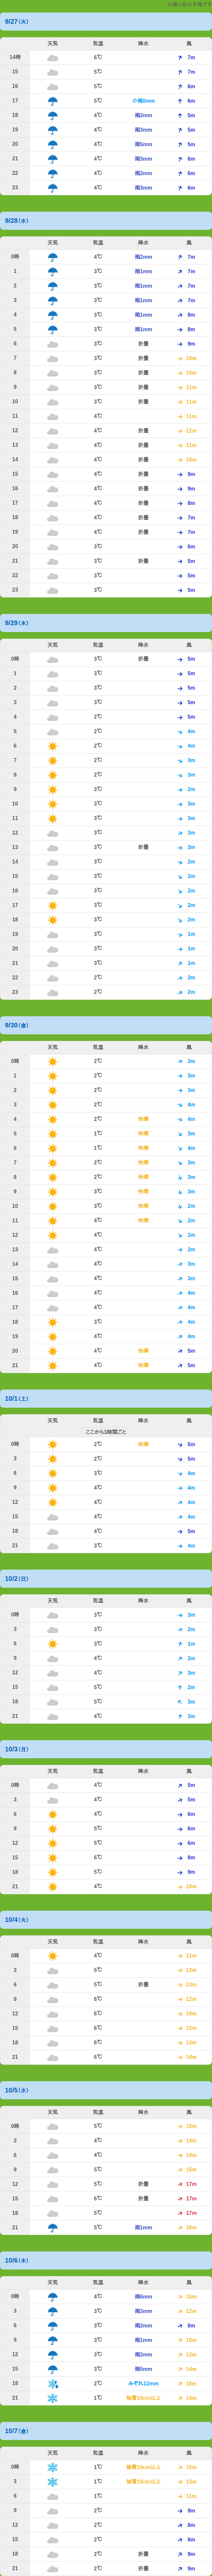 9/27（火）
天気 気温 降水 風
14時 6℃ 7m
15 5℃ 7m
16 5℃ 6m
17 5℃ 小雨0mm 6m
18 4℃ 雨2mm 5m
19 4℃ 雨3mm 5m
20 4℃ 雨5mm 5m
21 4℃ 雨3mm 6m
22 4℃ 雨2mm 6m
23 4℃ 雨3mm 6m
9/28（水）
天気 気温 降水 風
0時 4℃ 雨2mm 7m
1 3℃ 雨1mm 7m
2 3℃ 雨1mm 7m
3 3℃ 雨1mm 7m
4 4℃ 雨1mm 8m
5 3℃ 雨1mm 8m
6 3℃ 折畳 9m
7 3℃ 折畳 10m
8 3℃ 折畳 10m
9 3℃ 折畳 11m
10 3℃ 折畳 11m
11 4℃ 11m
12 4℃ 折畳 12m
13 4℃ 折畳 11m
14 4℃ 折畳 10m
15 4℃ 折畳 9m
16 4℃ 折畳 9m
17 4℃ 折畳 8m
18 4℃ 折畳 7m
19 4℃ 折畳 7m
20 3℃ 6m
21 3℃ 折畳 5m
22 3℃ 5m
23 3℃ 5m
9/29（木）
天気 気温 降水 風
0時 3℃ 折畳 5m
1 3℃ 5m
2 3℃ 5m
3 3℃ 5m
4 2℃ 5m
5 2℃ 4m
6 2℃ 4m
7 2℃ 3m
8 2℃ 3m
9 3℃ 2m
10 3℃ 3m
11 3℃ 3m
12 3℃ 3m
13 3℃ 折畳 3m
14 3℃ 2m
15 3℃ 2m
16 3℃ 2m
17 3℃ 2m
18 3℃ 2m
19 3℃ 1m
20 3℃ 1m
21 3℃ 1m
22 2℃ 2m
23 2℃ 2m
9/30（金）
天気 気温 降水 風
0時 2℃ 3m
1 2℃ 3m
2 2℃ 3m
3 2℃ 4m
4 2℃ 快晴 4m
5 1℃ 快晴 3m
6 1℃ 快晴 4m
7 2℃ 快晴 3m
8 2℃ 快晴 3m
9 3℃ 快晴 3m
10 3℃ 快晴 2m
11 4℃ 快晴 2m
12 4℃ 2m
13 4℃ 2m
14 4℃ 3m
15 4℃ 3m
16 4℃ 4m
17 4℃ 4m
18 3℃ 4m
19 4℃ 4m
20 4℃ 快晴 5m
21 4℃ 快晴 5m
10/1（土）
天気 気温 降水 風
ここから3時間ごと
0時 2℃ 快晴 5m
3 2℃ 5m
6 3℃ 4m
9 4℃ 4m
12 4℃ 4m
15 4℃ 4m
18 4℃ 5m
21 3℃ 4m
10/2（日）
天気 気温 降水 風
0時 3℃ 3m
3 3℃ 2m
6 3℃ 1m
9 4℃ 2m
12 4℃ 3m
15 5℃ 2m
18 5℃ 3m
21 4℃ 3m
10/3（月）
天気 気温 降水 風
0時 4℃ 5m
3 4℃ 5m
6 4℃ 6m
9 5℃ 6m
12 5℃ 6m
15 6℃ 8m
18 5℃ 9m
21 4℃ 10m
10/4（火）
天気 気温 降水 風
0時 4℃ 11m
3 5℃ 12m
6 5℃ 折畳 13m
9 6℃ 12m
12 6℃ 10m
15 6℃ 12m
18 6℃ 13m
21 6℃ 14m
10/5（水）
天気 気温 降水 風
0時 5℃ 15m
3 4℃ 14m
6 4℃ 14m
9 5℃ 15m
12 5℃ 折畳 17m
15 6℃ 折畳 17m
18 5℃ 17m
21 5℃ 雨1mm 16m
10/6（木）
天気 気温 降水 風
0時 4℃ 雨6mm 15m
3 3℃ 雨3mm 12m
6 3℃ 雨2mm 8m
9 3℃ 雨1mm 10m
12 3℃ 雨2mm 12m
15 3℃ 雨5mm 14m
18 2℃ みぞれ12mm 16m
21 1℃ 強雪10cm以上 14m
10/7（金）
天気 気温 降水 風
0時 1℃ 強雪10cm以上 15m
3 1℃ 強雪10cm以上 13m
6 1℃ 11m
9 2℃ 9m
12 2℃ 8m
15 2℃ 8m
18 2℃ 折畳 9m
21 2℃ 折畳 9m